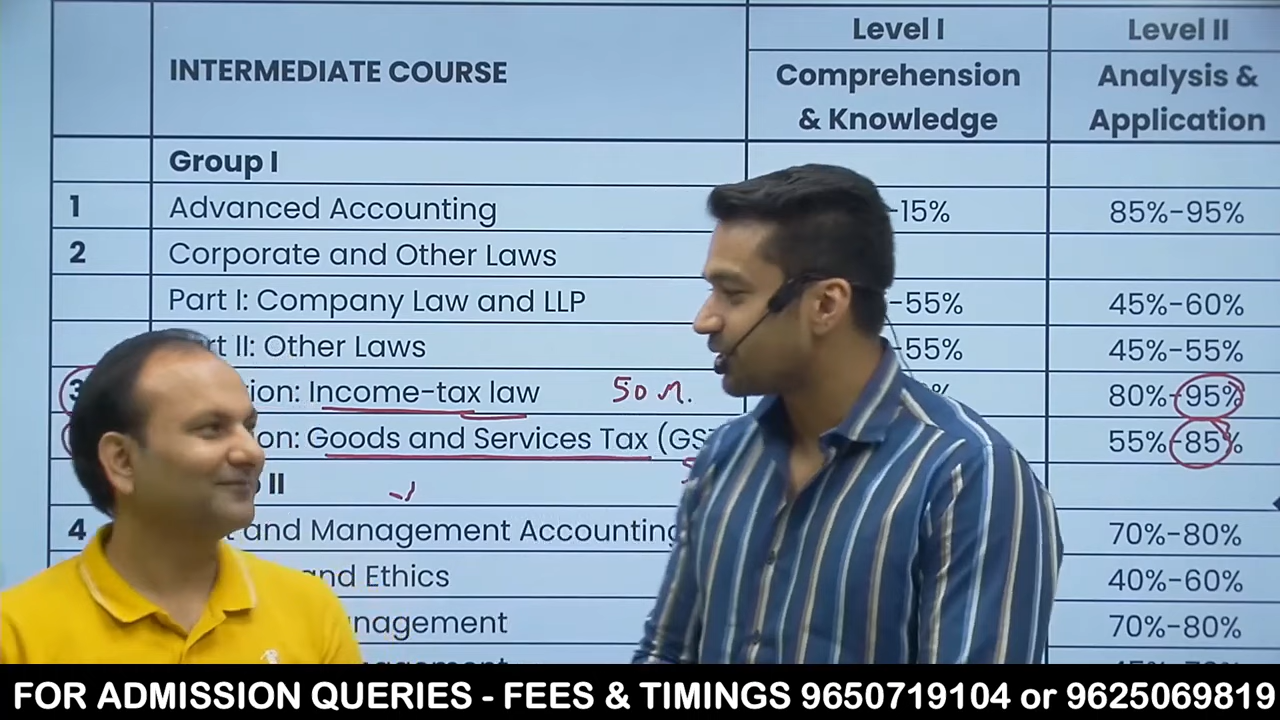 Level I Level II
INTERMEDIATE COURSE Comprehension & Knowledge Analysis & Application
Group I
1 Advanced Accounting -15% 85%-95%
2 Corporate and Other Laws
Part I: Company Law and LLP -55% 45%-60%
rt II: Other Laws -55% 45%-55%
3 ion: Income-tax law 50 M. % 80%-95%
on: Goods and Services Tax (GS 55%-85%
II
4 t and Management Accounting 70%-80%
nd Ethics 40%-60%
nagement 70%-80%
FOR ADMISSION QUERIES - FEES & TIMINGS 9650719104 or 9625069819